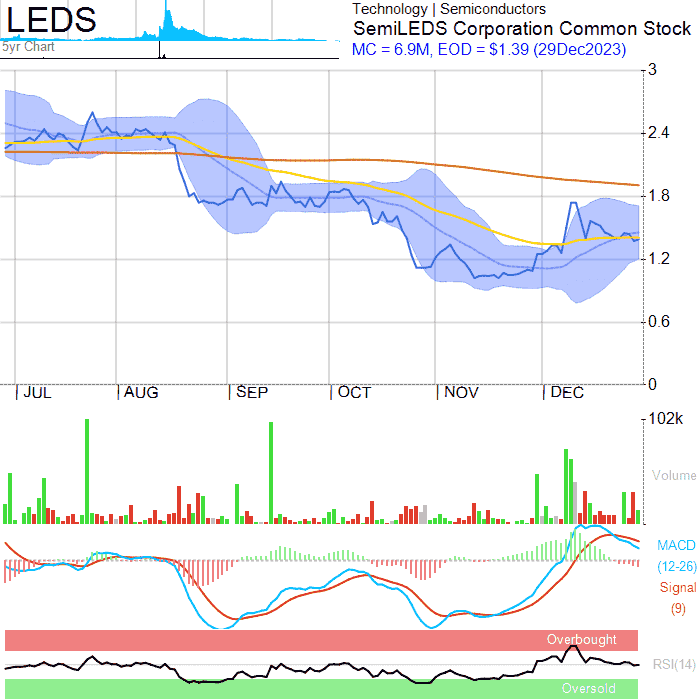 LEDS
5yr Chart
Technology | Semiconductors
SemiLEDS Corporation Common Stock
MC = 6.9M, EOD = $1.39 (29Dec2023)
3
2.4
1.8
1.2
0.6
0
JUL AUG SEP OCT NOV DEC
102k
Volume
MACD
(12-26)
Signal
(9)
Overbought
RSI(14)
Oversold